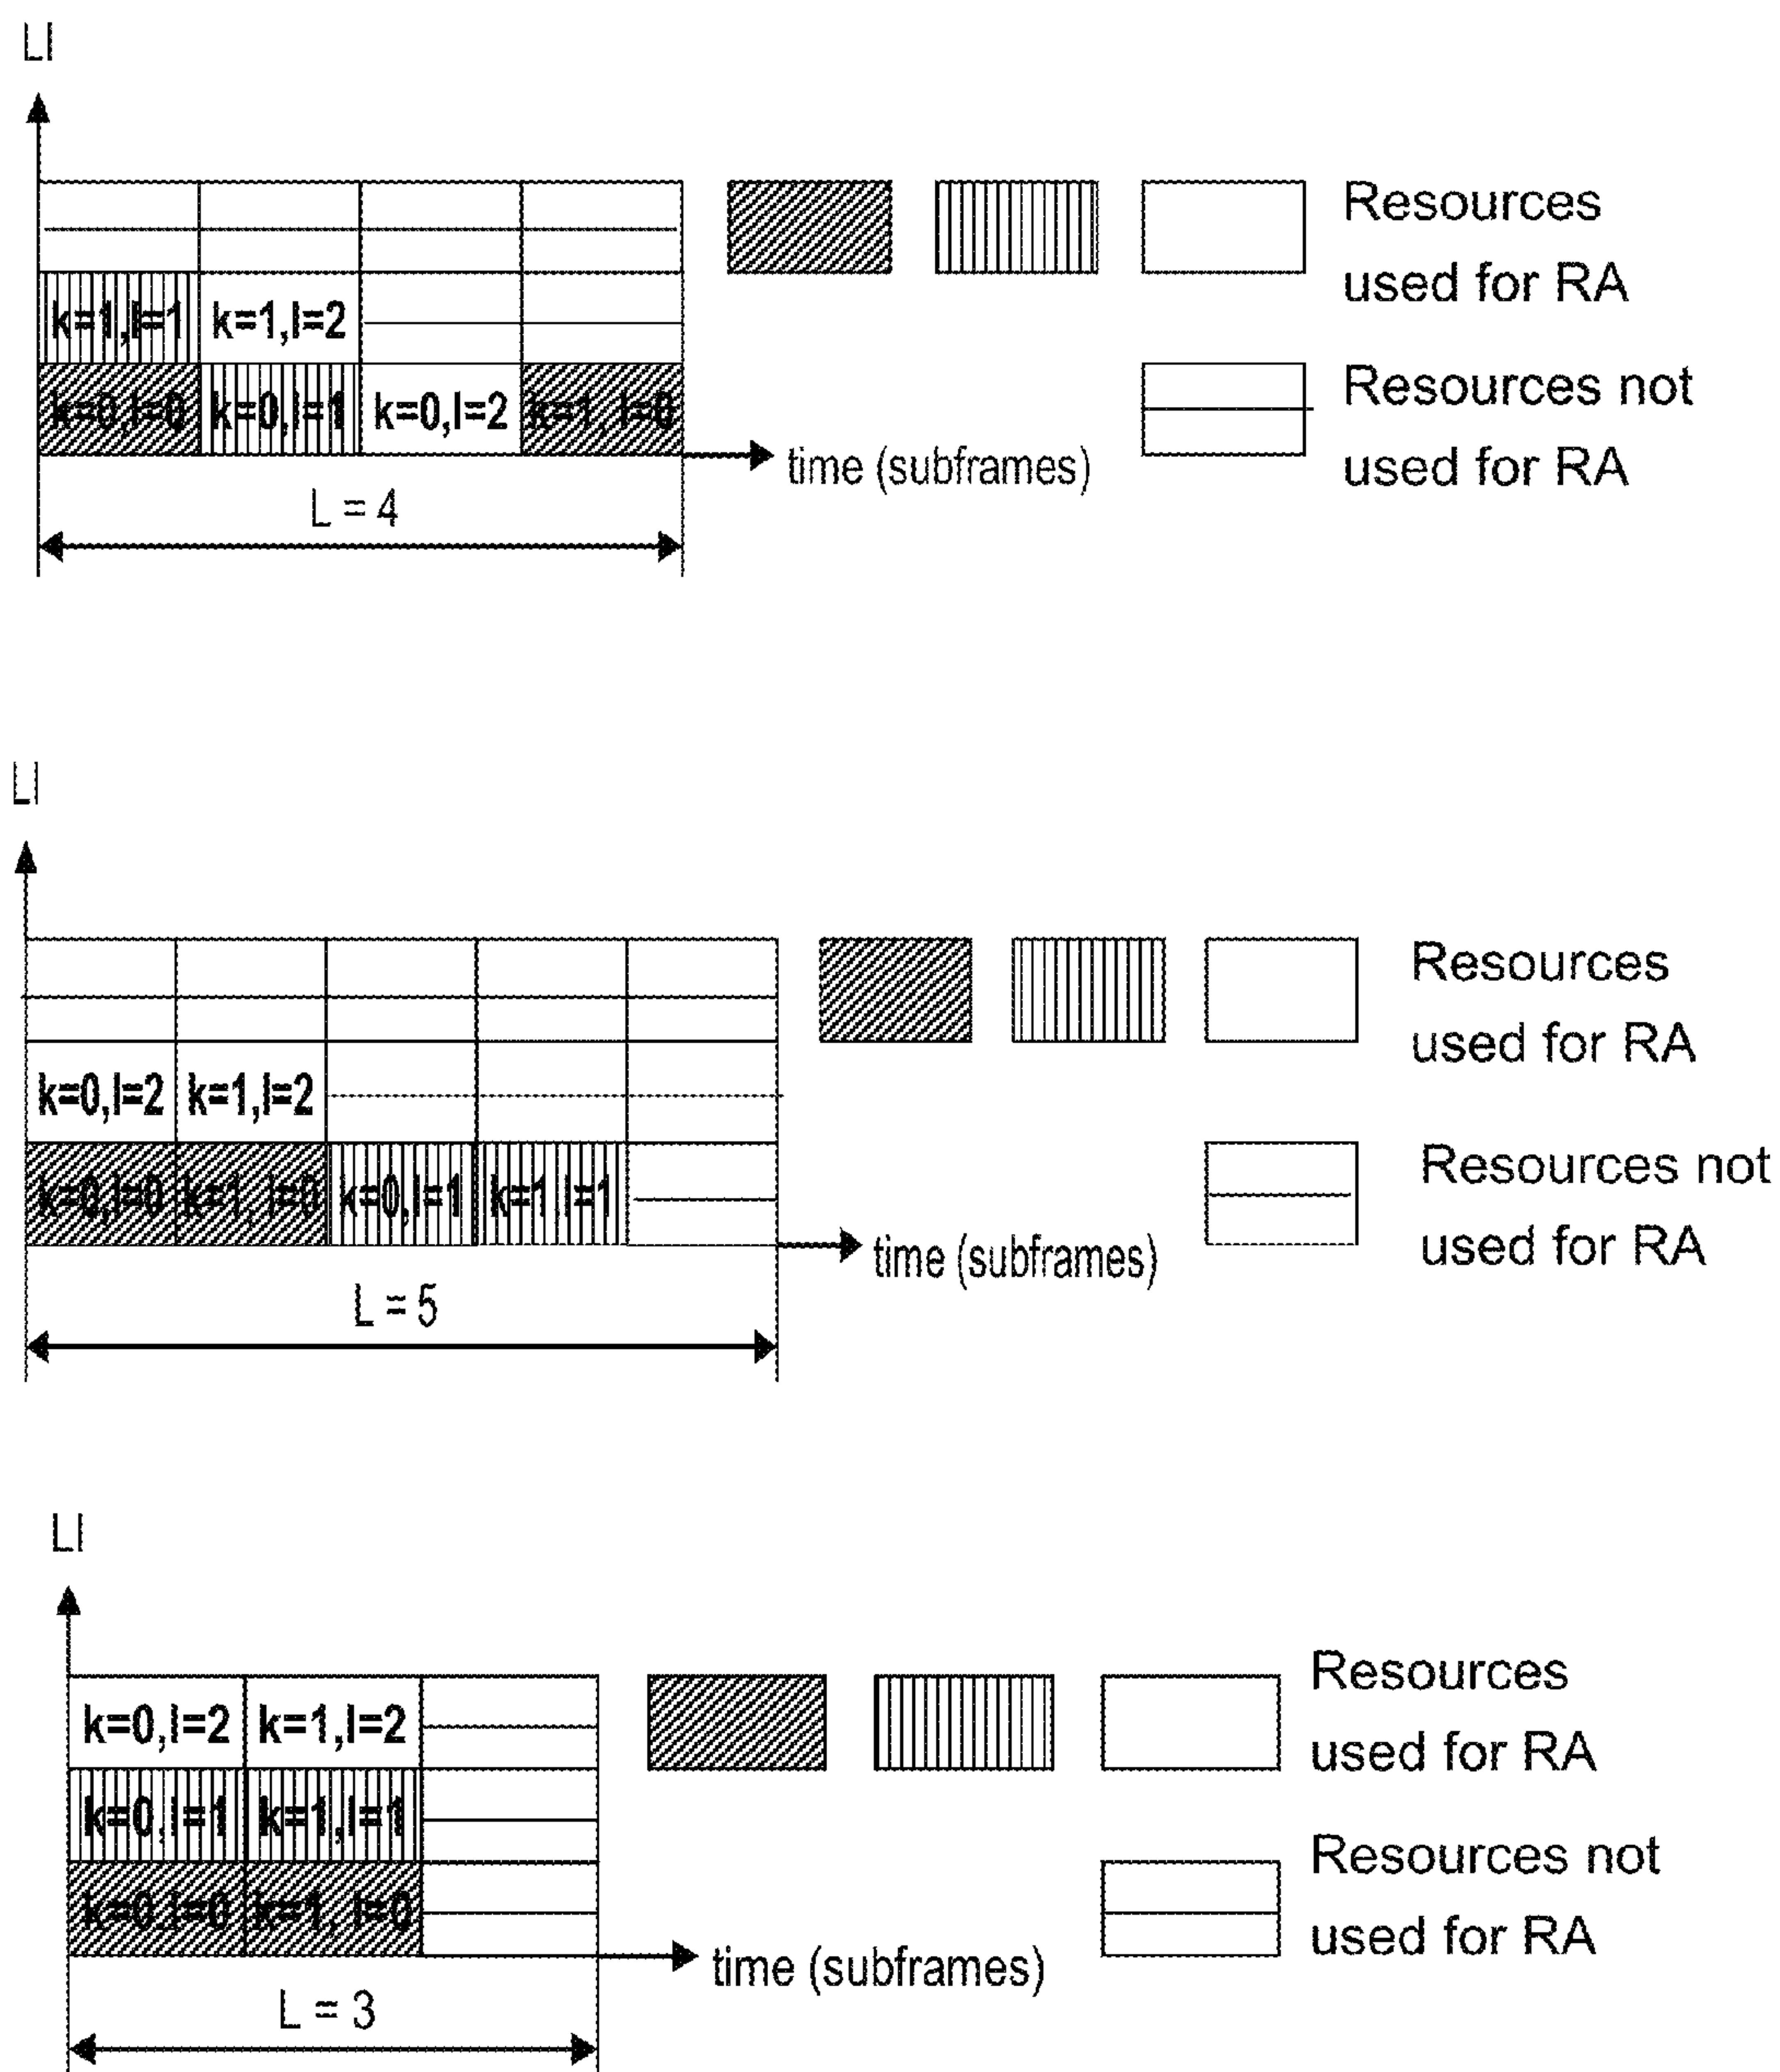 LI
Resources
used for RA
k=1,l=1 k=1,l=2
Resources not
used for RA
k=0,l=0 k=0,l=1 k=0,l=2 k=1, l=0
time (subframes)
L = 4
LI
Resources
used for RA
k=0,l=2 k=1,l=2
Resources not
used for RA
k=0,l=0 k=1, l=0 k=0,l=1 k=1,l=1
time (subframes)
L = 5
LI
Resources
used for RA
k=0,l=2 k=1,l=2
k=0,l=1 k=1,l=1
Resources not
used for RA
k=0,l=0 k=1, l=0
time (subframes)
L = 3